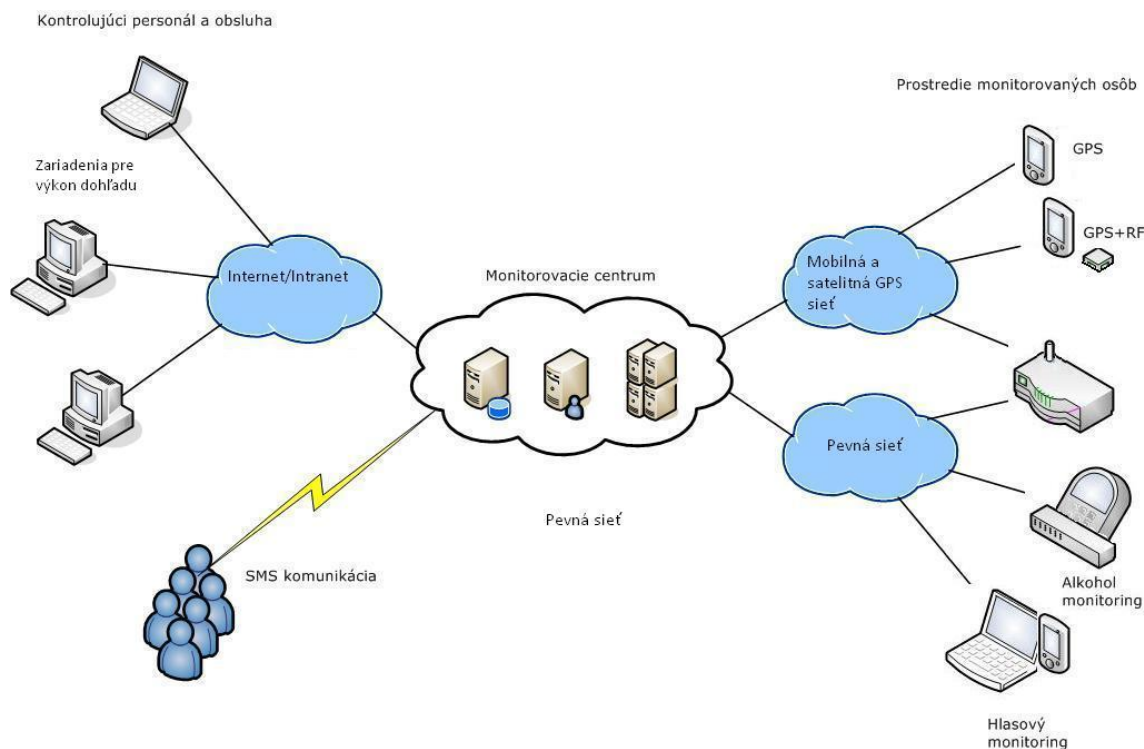 Kontrolujúci personál a obsluha
Prostredie monitorovaných osôb
GPS
Zariadenia pre
výkon dohľadu
GPS+RF
Internet/Intranet
Monitorovacie centrum
Mobilná a
satelitná GPS
sieť
Pevná sieť
Pevná sieť
SMS komunikácia
Alkohol
monitoring
Hlasový
monitoring